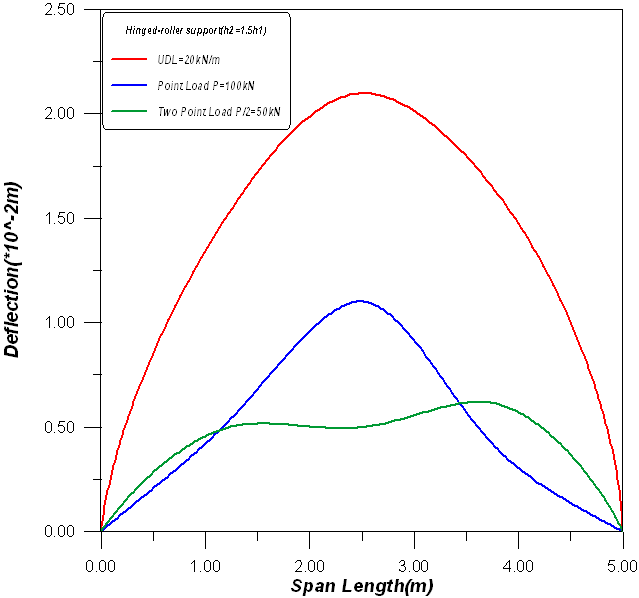 2.50
Hinged-roller support(h2=1.5h1)
UDL=20kN/m
Point Load P=100kN
Two Point Load P/2=50kN
2.00
1.50
1.00
0.50
0.00
Deflection(*10^-2m)
0.00 1.00 2.00 3.00 4.00 5.00
Span Length(m)